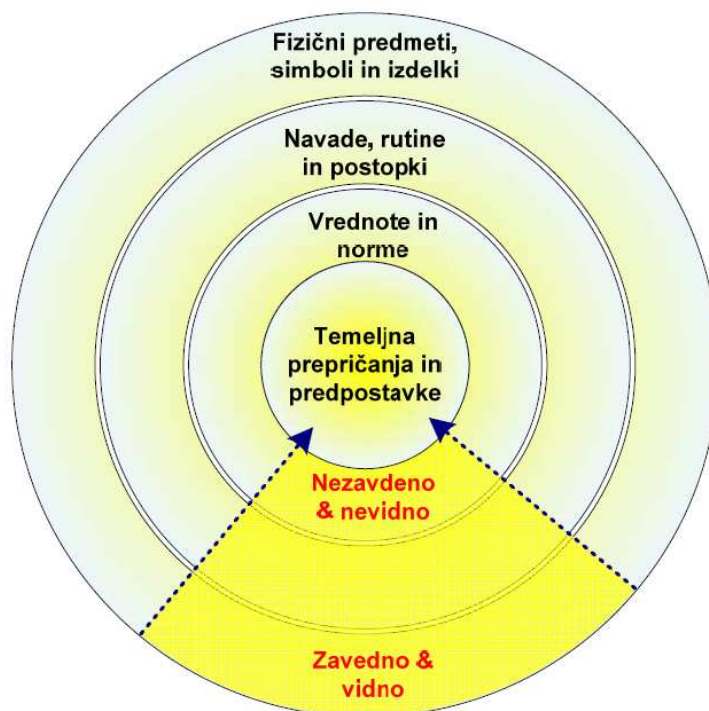 Fizični predmeti,
simboli in izdelki
Navade, rutine
in postopki
Vrednote in
norme
Temeljna
prepričanja in
predpostavke
Nezavdeno
& nevidno
Zavedno &
vidno